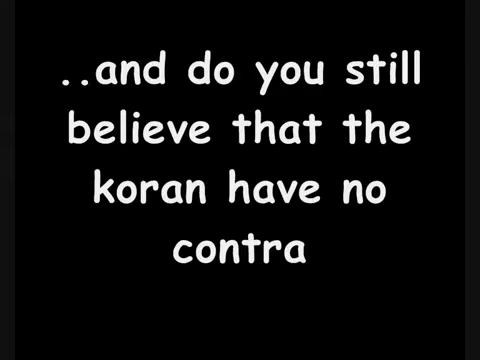 ..and do you still
believe that the
koran have no
contra